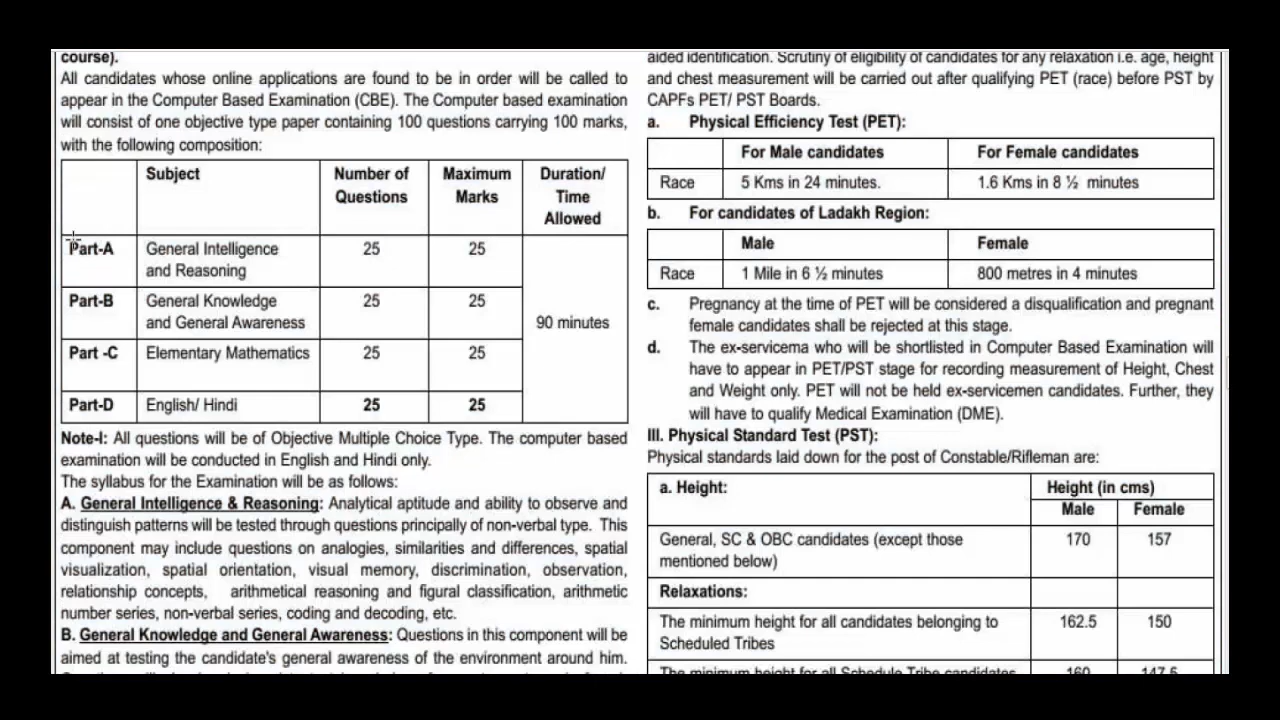 course).
All candidates whose online applications are found to be in order will be called to
appear in the Computer Based Examination (CBE). The Computer based examination
will consist of one objective type paper containing 100 questions carrying 100 marks,
with the following composition:
Subject Number of Questions Maximum Marks Duration/ Time Allowed
Part-A General Intelligence and Reasoning 25 25 90 minutes
Part-B General Knowledge and General Awareness 25 25
Part -C Elementary Mathematics 25 25
Part-D English/ Hindi 25 25
Note-I: All questions will be of Objective Multiple Choice Type. The computer based
examination will be conducted in English and Hindi only.
The syllabus for the Examination will be as follows:
A. General Intelligence & Reasoning: Analytical aptitude and ability to observe and
distinguish patterns will be tested through questions principally of non-verbal type. This
component may include questions on analogies, similarities and differences, spatial
visualization, spatial orientation, visual memory, discrimination, observation,
relationship concepts, arithmetical reasoning and figural classification, arithmetic
number series, non-verbal series, coding and decoding, etc.
B. General Knowledge and General Awareness: Questions in this component will be
aimed at testing the candidate's general awareness of the environment around him.
aided identification. Scrutiny of eligibility of candidates for any relaxation i.e. age, height
and chest measurement will be carried out after qualifying PET (race) before PST by
CAPFs PET/ PST Boards.
a. Physical Efficiency Test (PET):
For Male candidates For Female candidates
Race 5 Kms in 24 minutes. 1.6 Kms in 8 ½ minutes
b. For candidates of Ladakh Region:
Male Female
Race 1 Mile in 6 ½ minutes 800 metres in 4 minutes
c. Pregnancy at the time of PET will be considered a disqualification and pregnant
female candidates shall be rejected at this stage.
d. The ex-servicema who will be shortlisted in Computer Based Examination will
have to appear in PET/PST stage for recording measurement of Height, Chest
and Weight only. PET will not be held ex-servicemen candidates. Further, they
will have to qualify Medical Examination (DME).
III. Physical Standard Test (PST):
Physical standards laid down for the post of Constable/Rifleman are:
a. Height: Height (in cms)
Male Female
General, SC & OBC candidates (except those 170 157
mentioned below)
Relaxations:
The minimum height for all candidates belonging to 162.5 150
Scheduled Tribes
The minimum height for all Schedule Tribe candidates 160 147.5